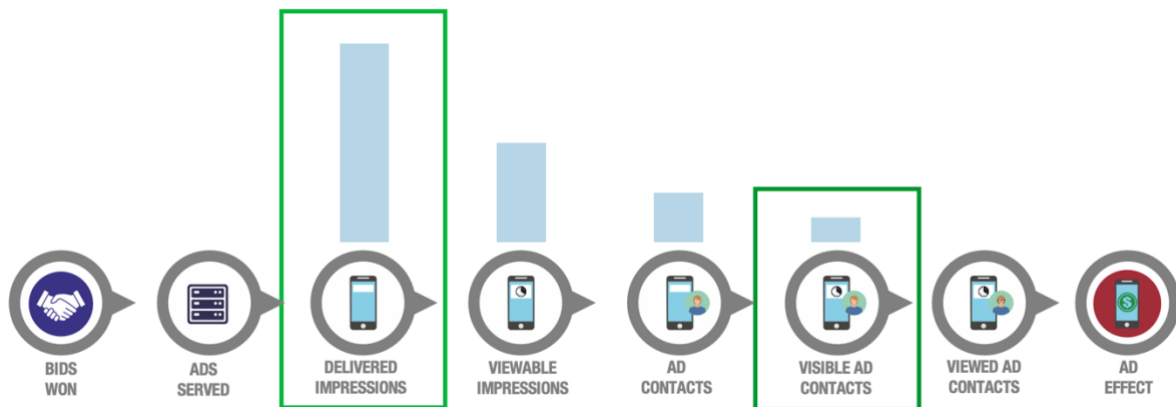 BIDS
WON
ADS
SERVED
DELIVERED
IMPRESSIONS
VIEWABLE
IMPRESSIONS
AD
CONTACTS
VISIBLE AD
CONTACTS
VIEWED AD
CONTACTS
AD
EFFECT
$